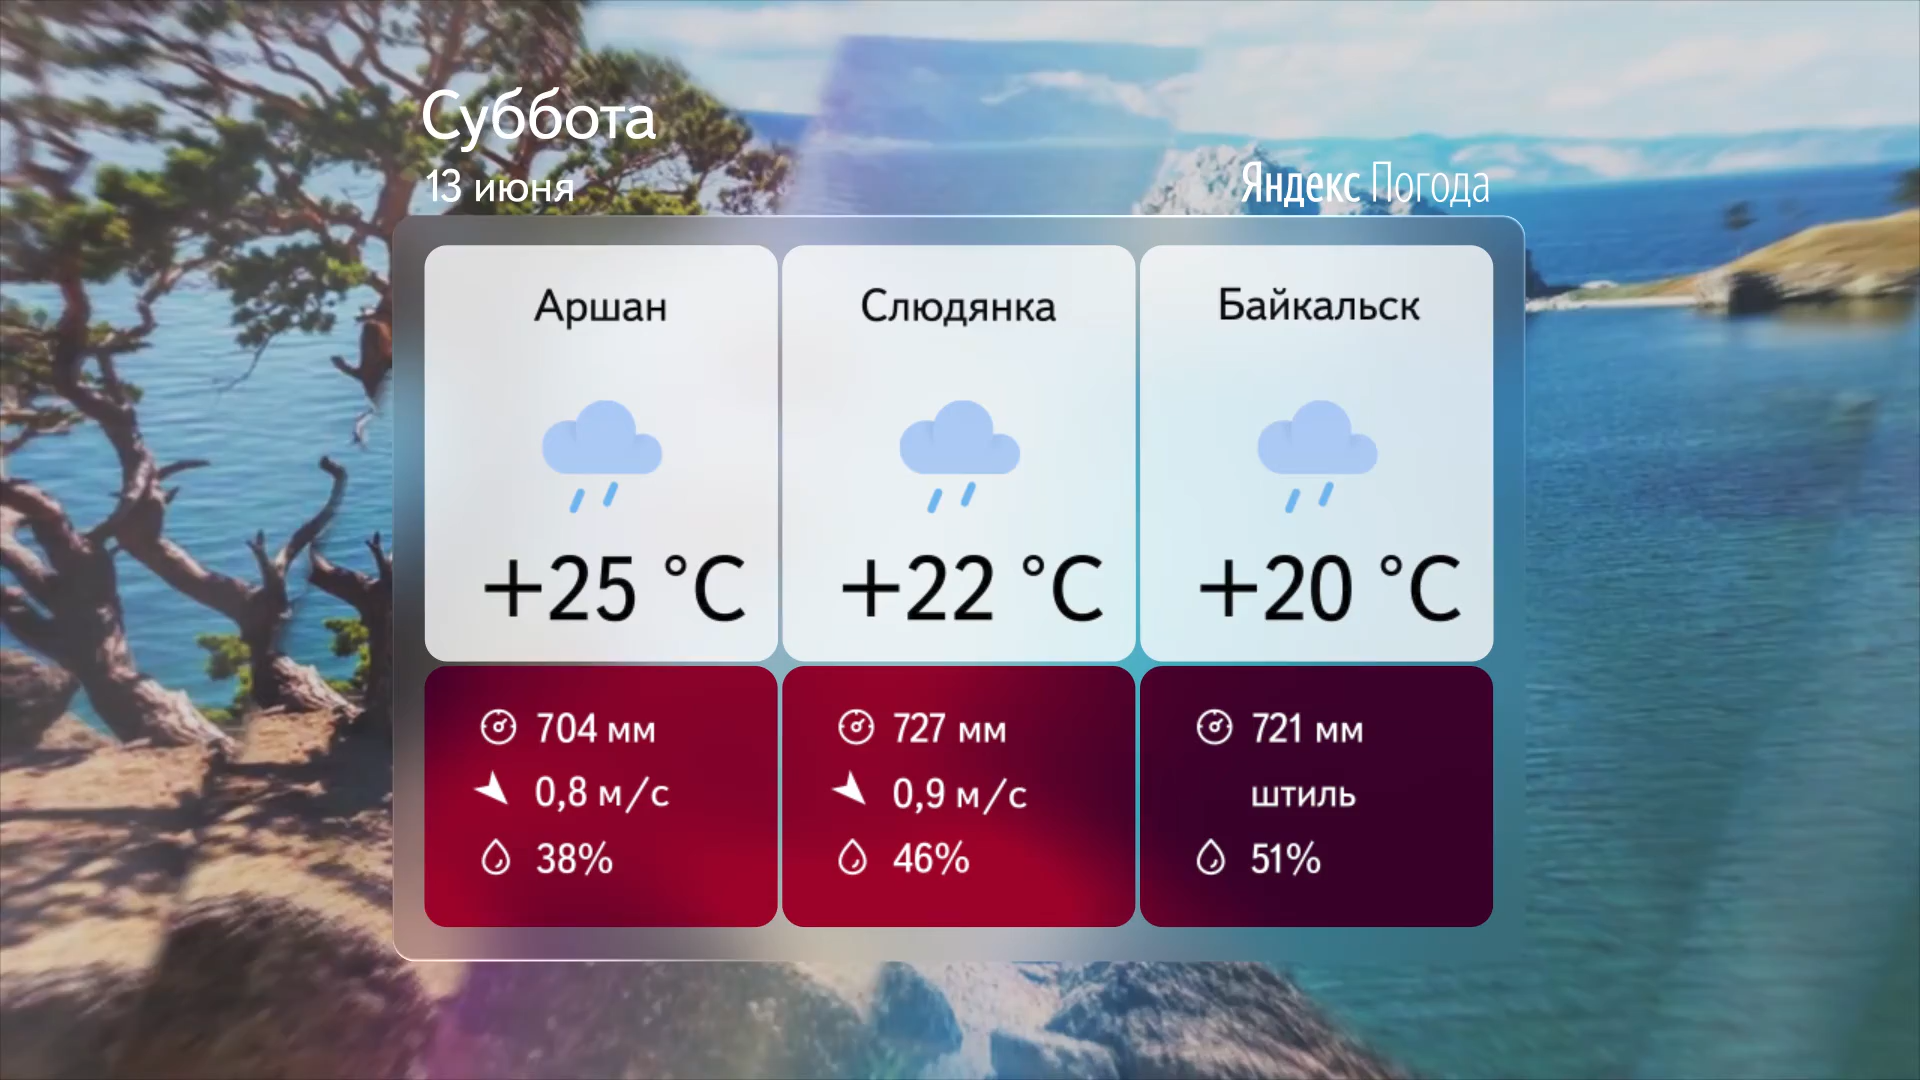 Суббота
13 июня
Яндекс Погода
Аршан
+25 °C
704 мм
0,8 м/с
38%
Слюдянка
+22 °C
727 мм
0,9 м/с
46%
Байкальск
+20 °C
721 мм
штиль
51%